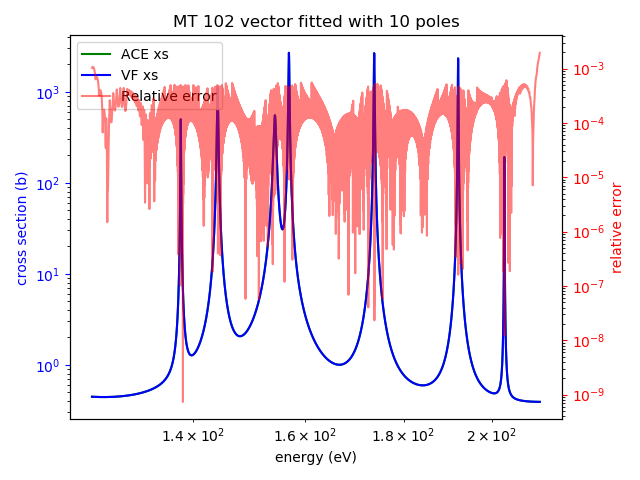 MT 102 vector fitted with 10 poles
ACE xs
VF xs
Relative error
cross section (b)
10³
10²
10¹
10⁰
10⁻³
10⁻⁴
10⁻⁵
10⁻⁶
10⁻⁷
10⁻⁸
10⁻⁹
relative error
1.4 × 10² 1.6 × 10² 1.8 × 10² 2 × 10²
energy (eV)